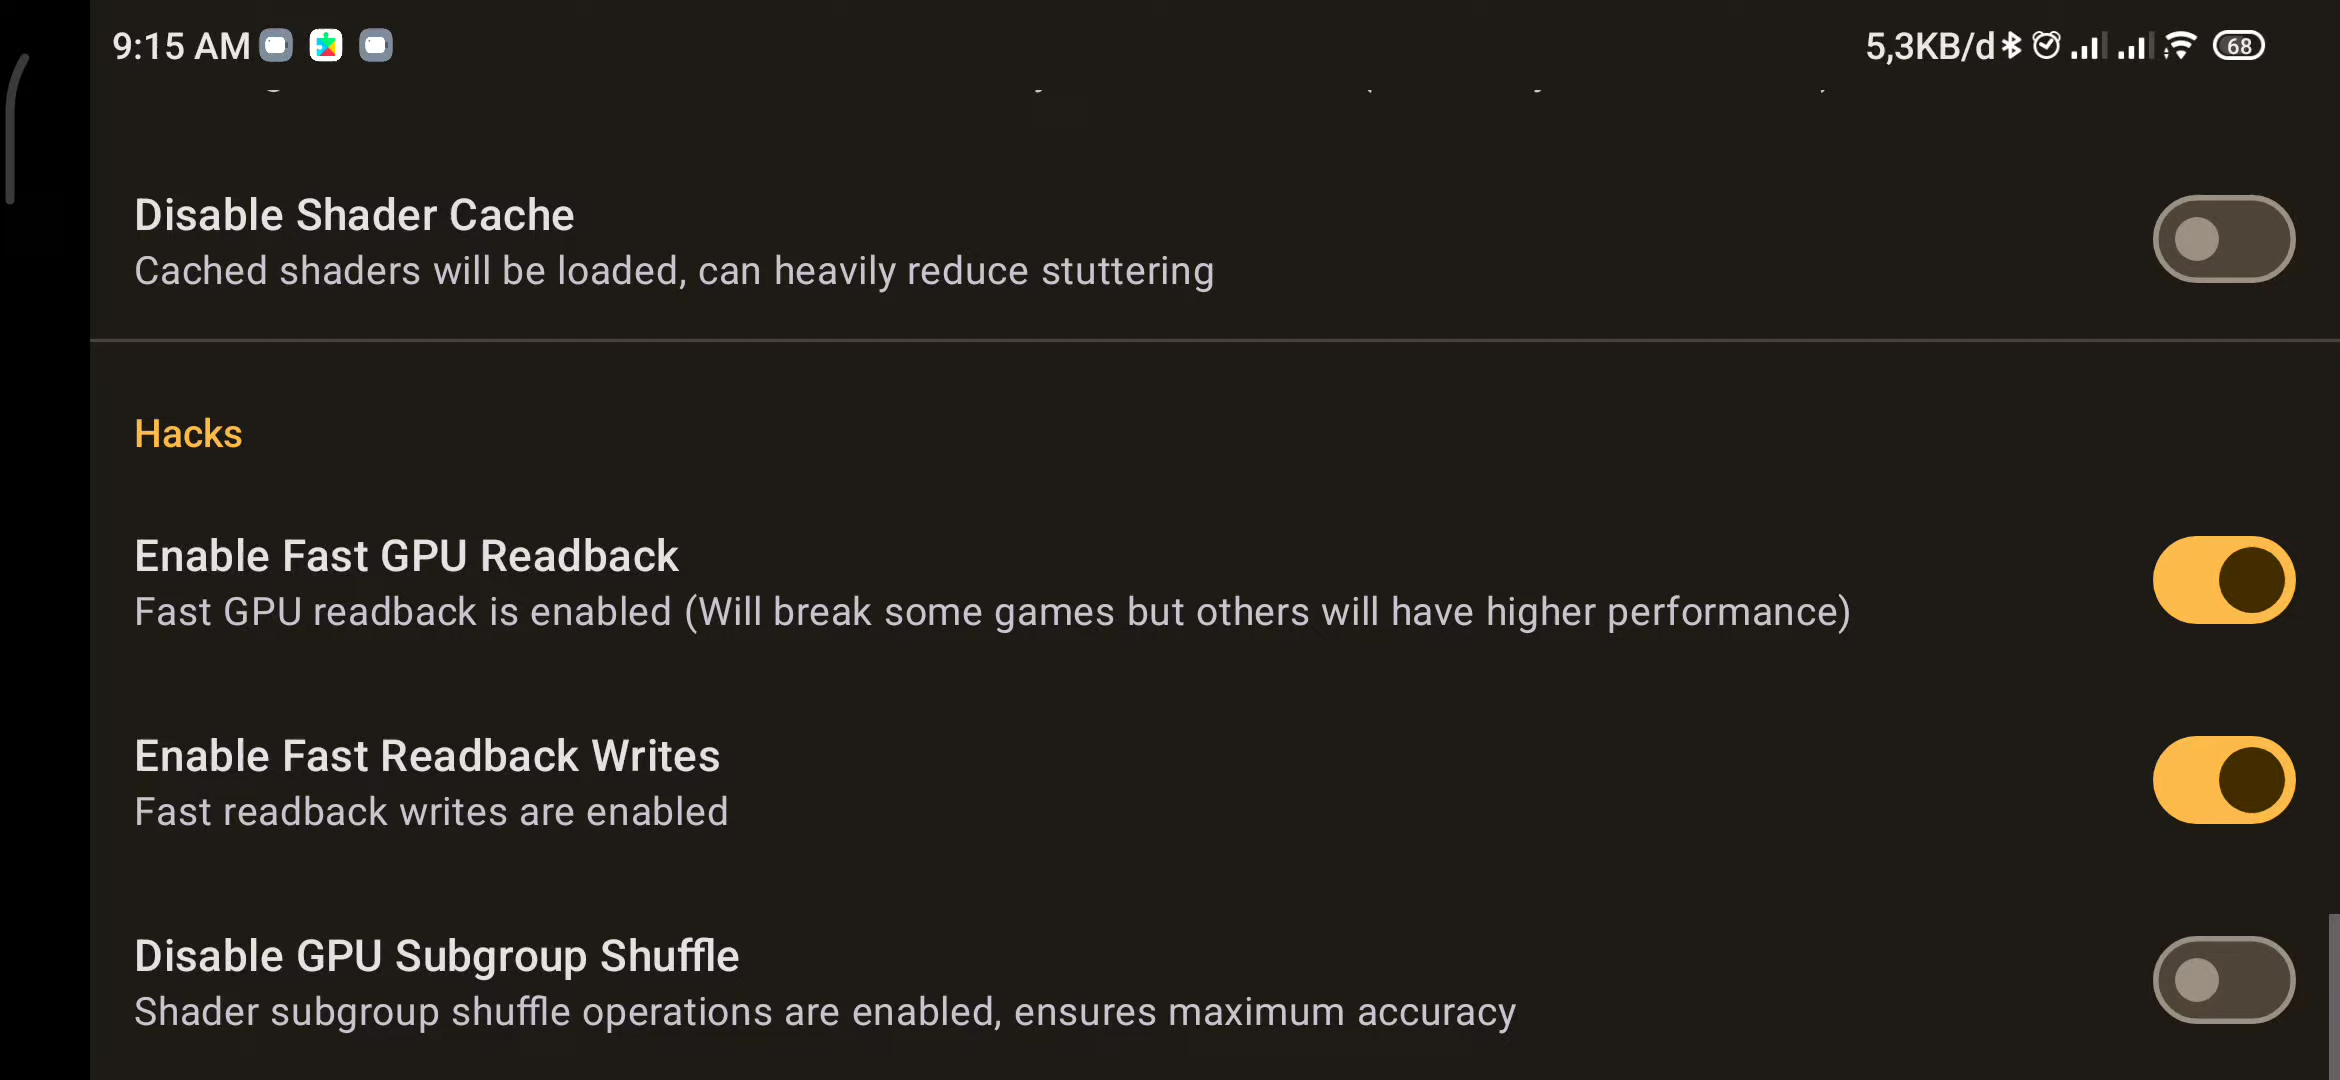 9:15 AM
5,3KB/d
68
Disable Shader Cache
Cached shaders will be loaded, can heavily reduce stuttering
Hacks
Enable Fast GPU Readback
Fast GPU readback is enabled (Will break some games but others will have higher performance)
Enable Fast Readback Writes
Fast readback writes are enabled
Disable GPU Subgroup Shuffle
Shader subgroup shuffle operations are enabled, ensures maximum accuracy